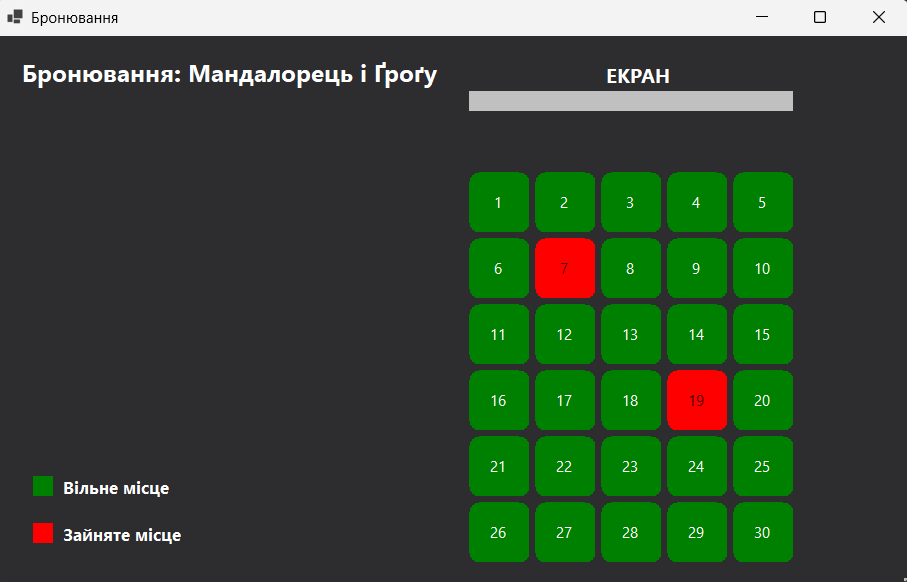 Бронювання
Бронювання: Мандалорець і Ґроґу
ЕКРАН
1 2 3 4 5
6 7 8 9 10
11 12 13 14 15
16 17 18 19 20
21 22 23 24 25
26 27 28 29 30
Вільне місце
Зайняте місце